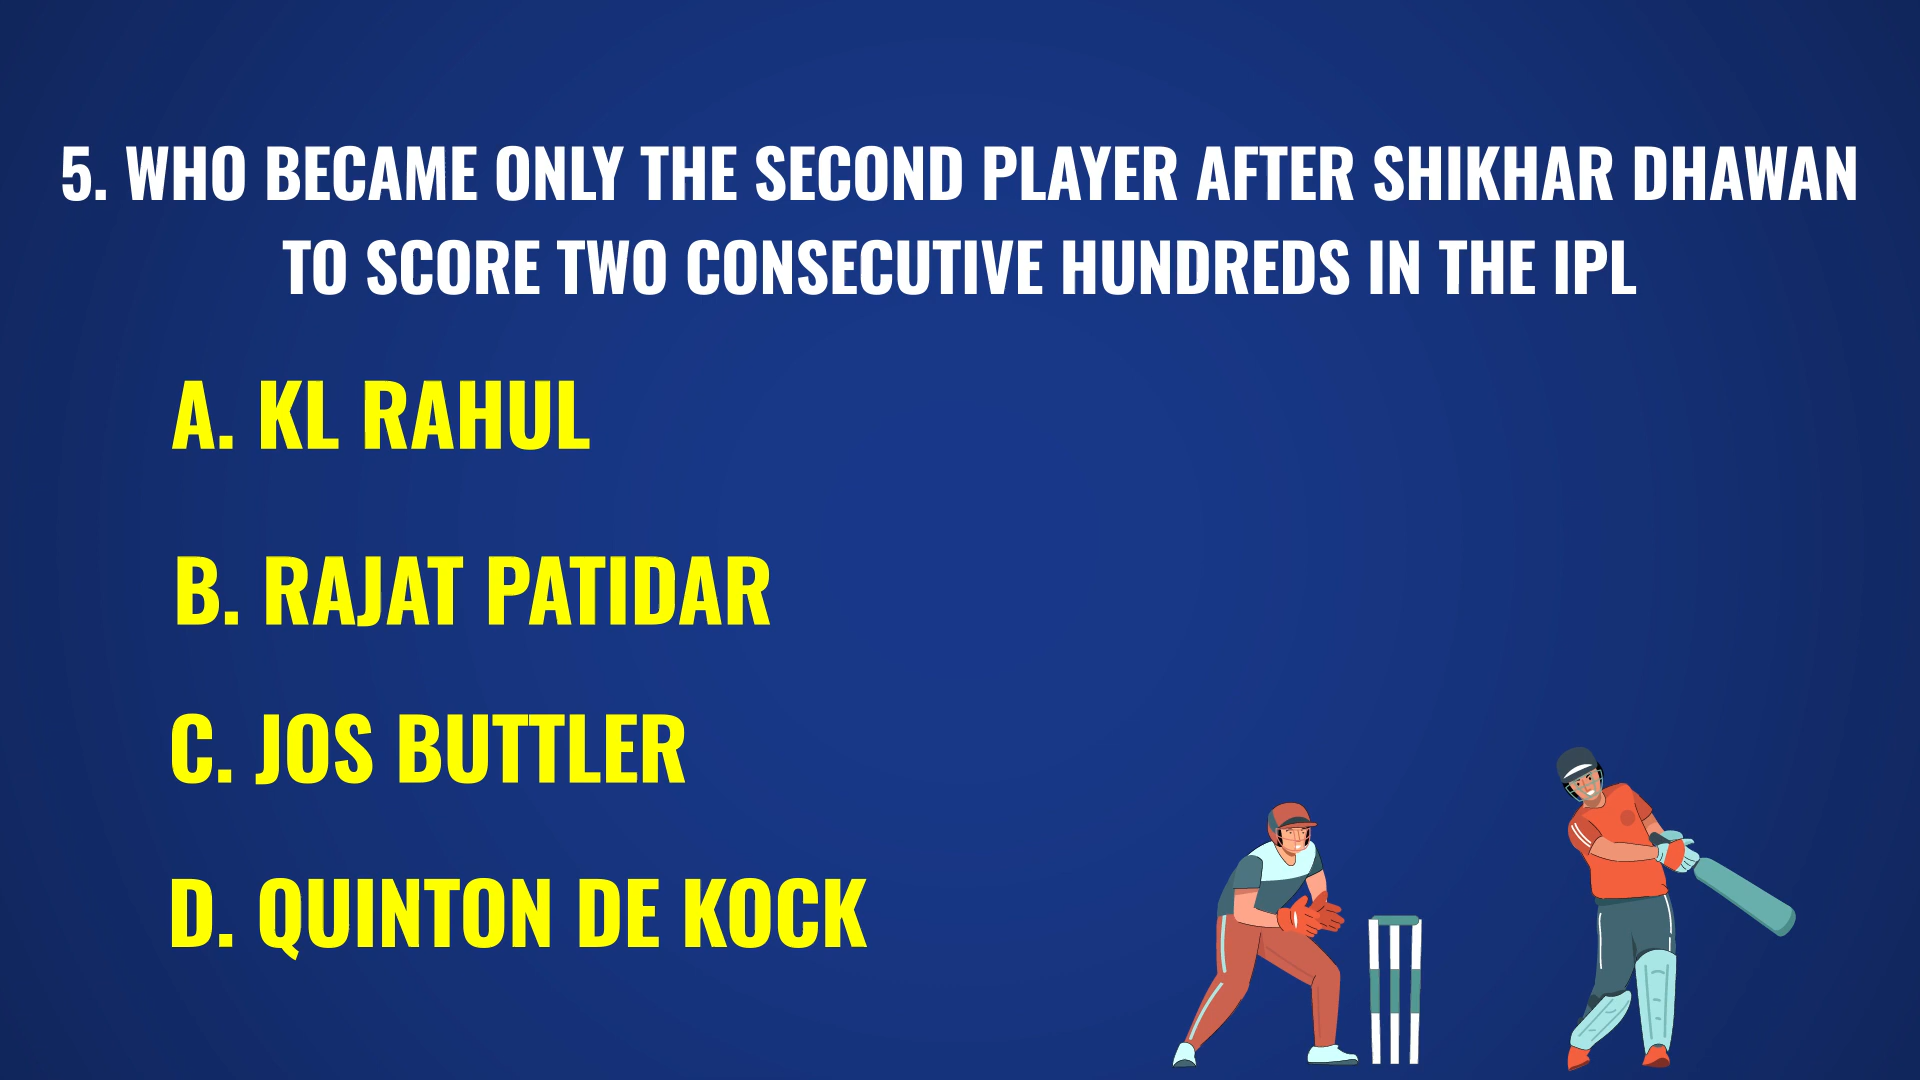 5. WHO BECAME ONLY THE SECOND PLAYER AFTER SHIKHAR DHAWAN
TO SCORE TWO CONSECUTIVE HUNDREDS IN THE IPL
A. KL RAHUL
B. RAJAT PATIDAR
C. JOS BUTTLER
D. QUINTON DE KOCK